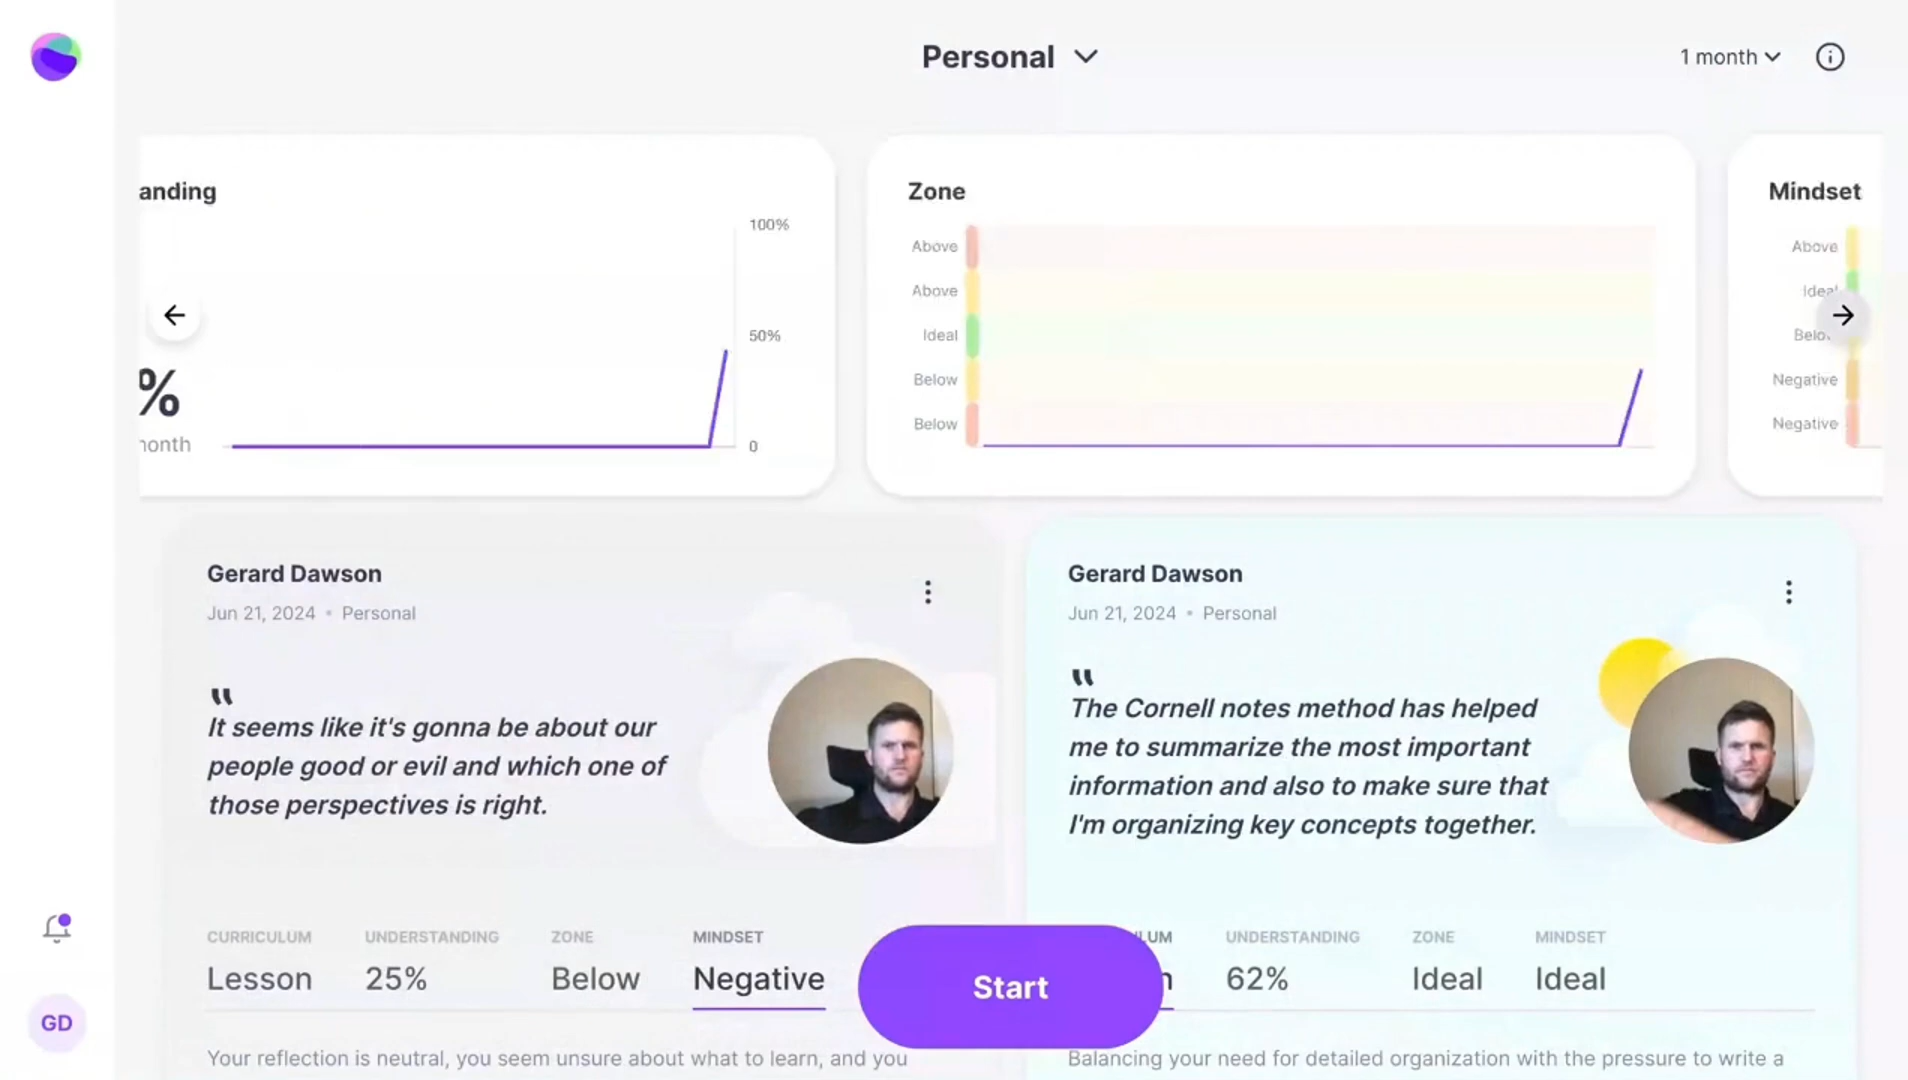 Personal
1 month
anding
100%
50%
0
%
month
Zone
Above
Above
Ideal
Below
Below
Mindset
Above
Ideal
Below
Negative
Negative
Gerard Dawson
Jun 21, 2024 • Personal
"
It seems like it's gonna be about our
people good or evil and which one of
those perspectives is right.
CURRICULUM UNDERSTANDING ZONE MINDSET
Lesson 25% Below Negative
Your reflection is neutral, you seem unsure about what to learn, and you
Gerard Dawson
Jun 21, 2024 • Personal
"
The Cornell notes method has helped
me to summarize the most important
information and also to make sure that
I'm organizing key concepts together.
LUM UNDERSTANDING ZONE MINDSET
n 62% Ideal Ideal
Balancing your need for detailed organization with the pressure to write a
Start
GD